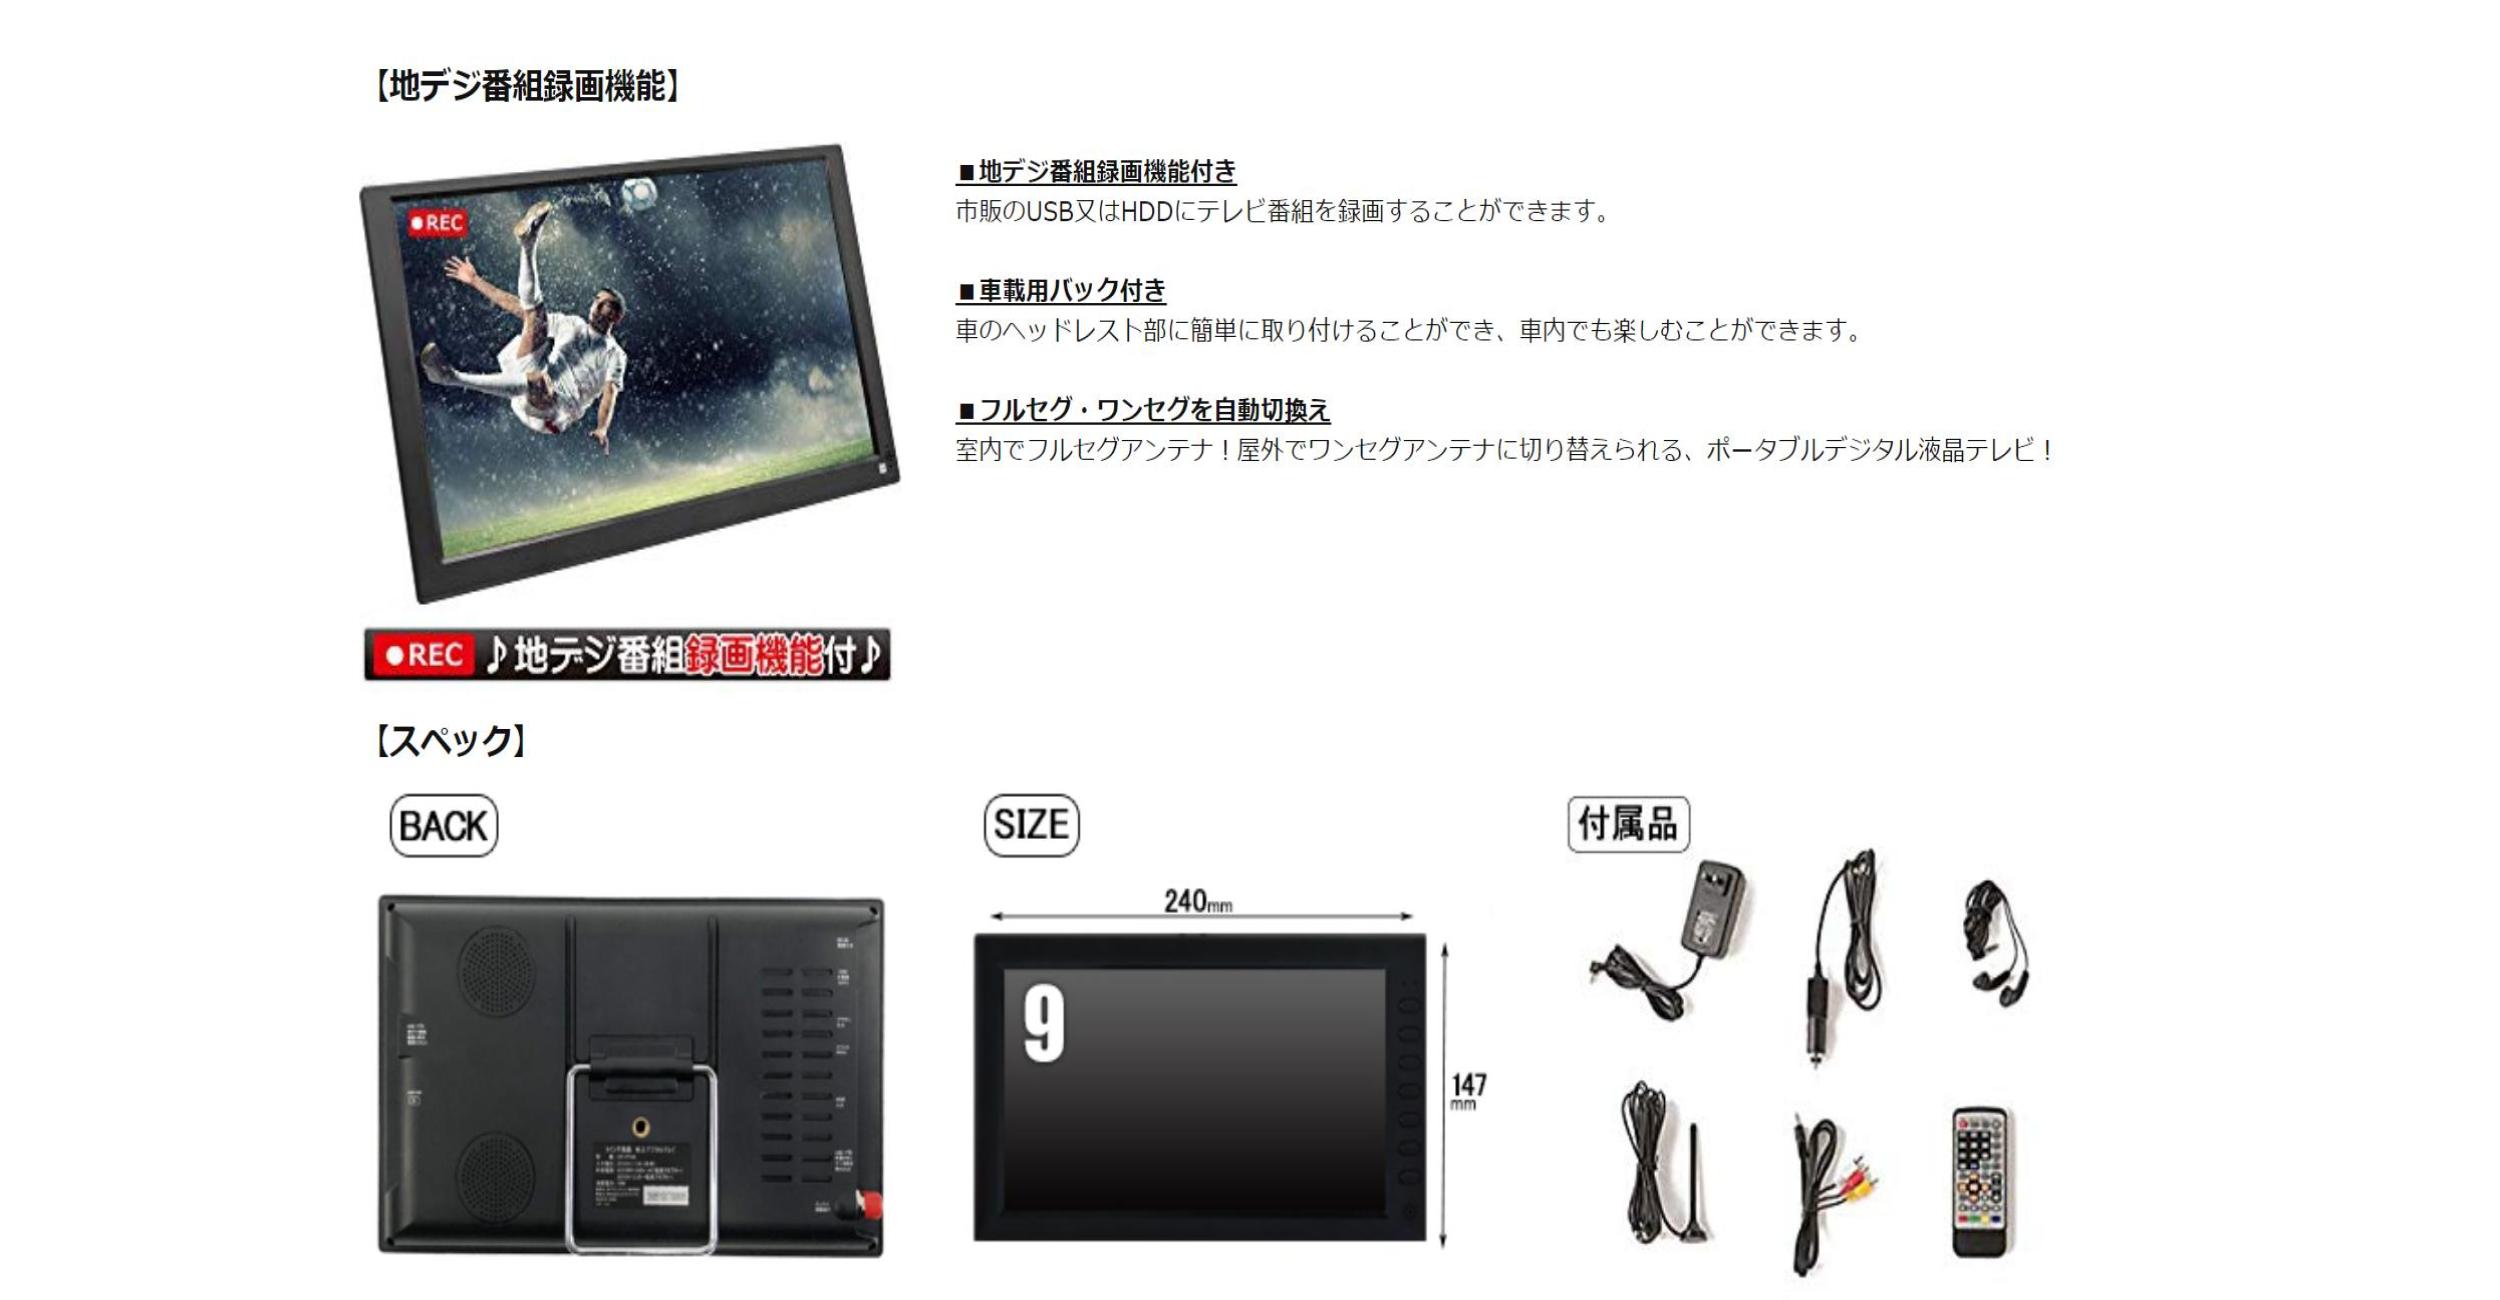 【地デジ番組録画機能】
●REC
■地デジ番組録画機能付き
市販のUSB又はHDDにテレビ番組を録画することができます。
■車載用バック付き
車のヘッドレスト部に簡単に取り付けることができ、車内でも楽しむことができます。
■フルセグ・ワンセグを自動切換え
室内でフルセグアンテナ！屋外でワンセグアンテナに切り替えられる、ポータブルデジタル液晶テレビ！
●REC ♪地デジ番組録画機能付♪
【スペック】
BACK
SIZE
付属品
240mm
9
147
mm